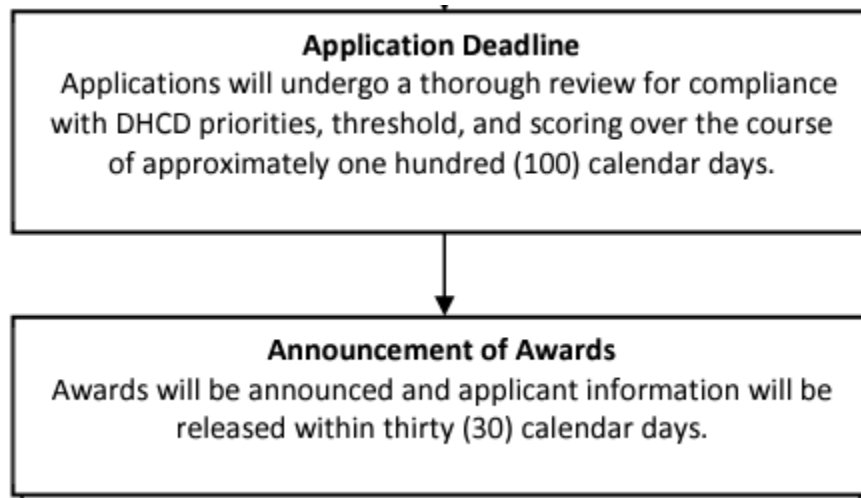 Application Deadline
Applications will undergo a thorough review for compliance
with DHCD priorities, threshold, and scoring over the course
of approximately one hundred (100) calendar days.
Announcement of Awards
Awards will be announced and applicant information will be
released within thirty (30) calendar days.